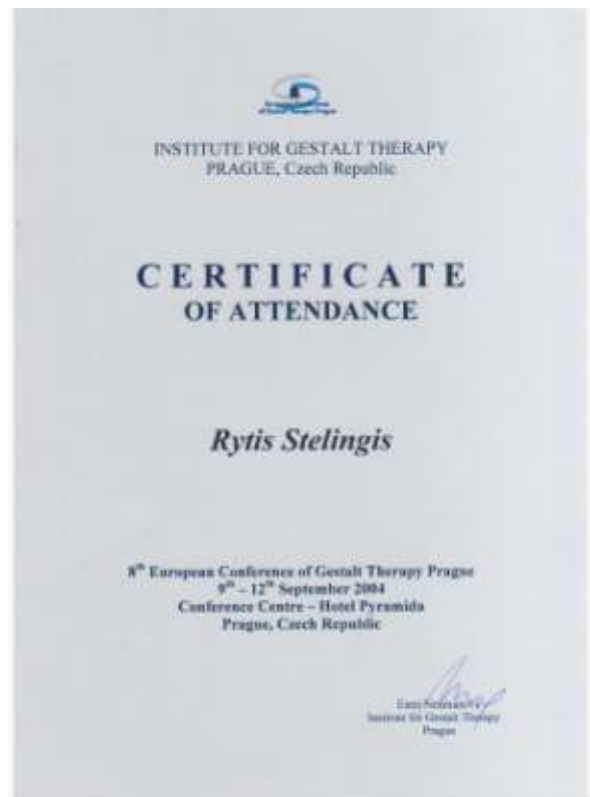 INSTITUTE FOR GESTALT THERAPY
PRAGUE, Czech Republic
CERTIFICATE
OF ATTENDANCE
Rytis Stelingis
8th European Conference of Gestalt Therapy Prague
9th – 12th September 2004
Conference Centre – Hotel Pyramida
Prague, Czech Republic
Institute for Gestalt Therapy
Prague